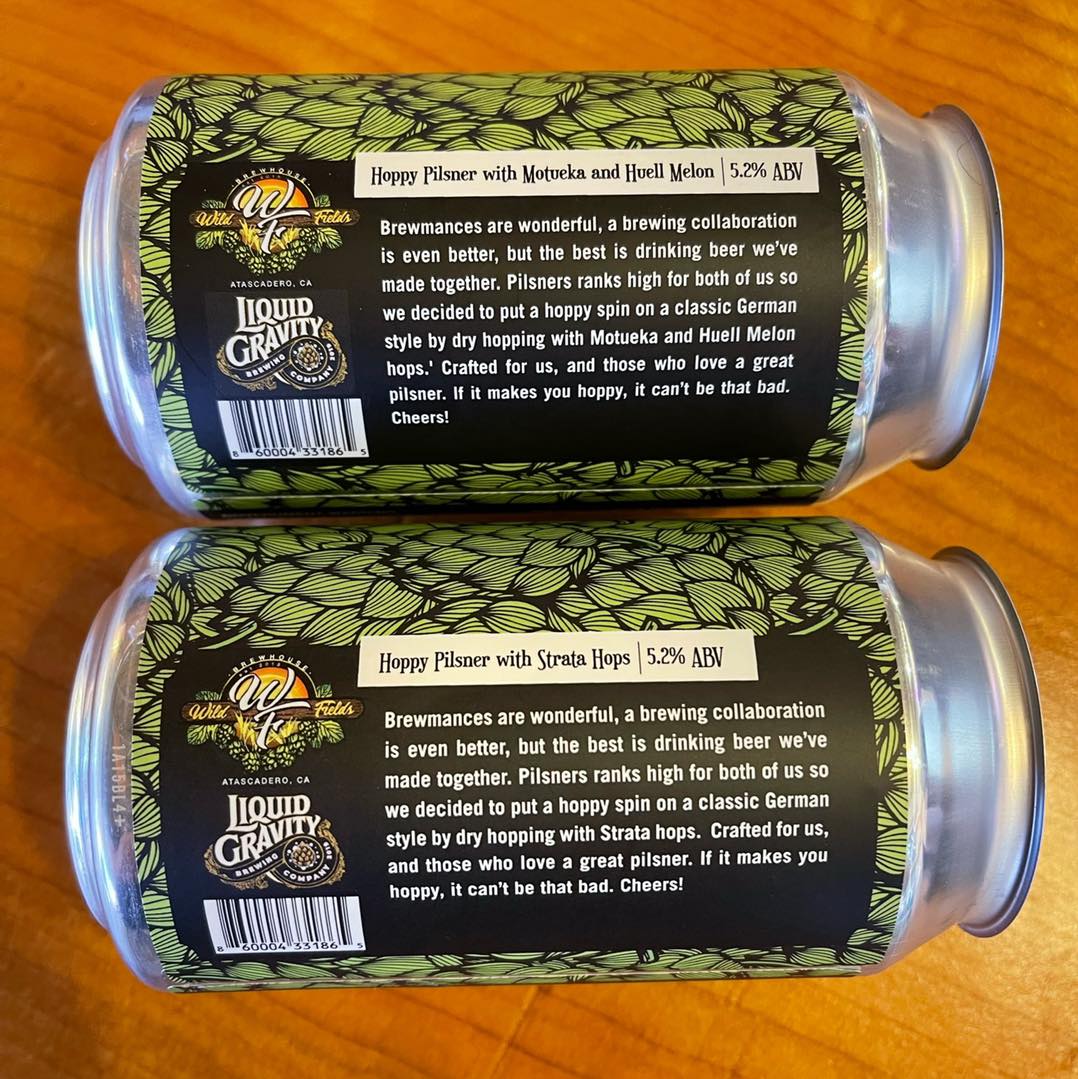 BREWHOUSE
Wild WF Fields
ATASCADERO, CA
LIQUID
GRAVITY
BREWING COMPANY
8 60004 33186 5
Hoppy Pilsner with Motueka and Huell Melon | 5.2% ABV
Brewmances are wonderful, a brewing collaboration
is even better, but the best is drinking beer we've
made together. Pilsners ranks high for both of us so
we decided to put a hoppy spin on a classic German
style by dry hopping with Motueka and Huell Melon
hops.' Crafted for us, and those who love a great
pilsner. If it makes you hoppy, it can't be that bad.
Cheers!
BREWHOUSE
Wild WF Fields
ATASCADERO, CA
LIQUID
GRAVITY
BREWING COMPANY
8 60004 33186 5
Hoppy Pilsner with Strata Hops | 5.2% ABV
Brewmances are wonderful, a brewing collaboration
is even better, but the best is drinking beer we've
made together. Pilsners ranks high for both of us so
we decided to put a hoppy spin on a classic German
style by dry hopping with Strata hops. Crafted for us,
and those who love a great pilsner. If it makes you
hoppy, it can't be that bad. Cheers!